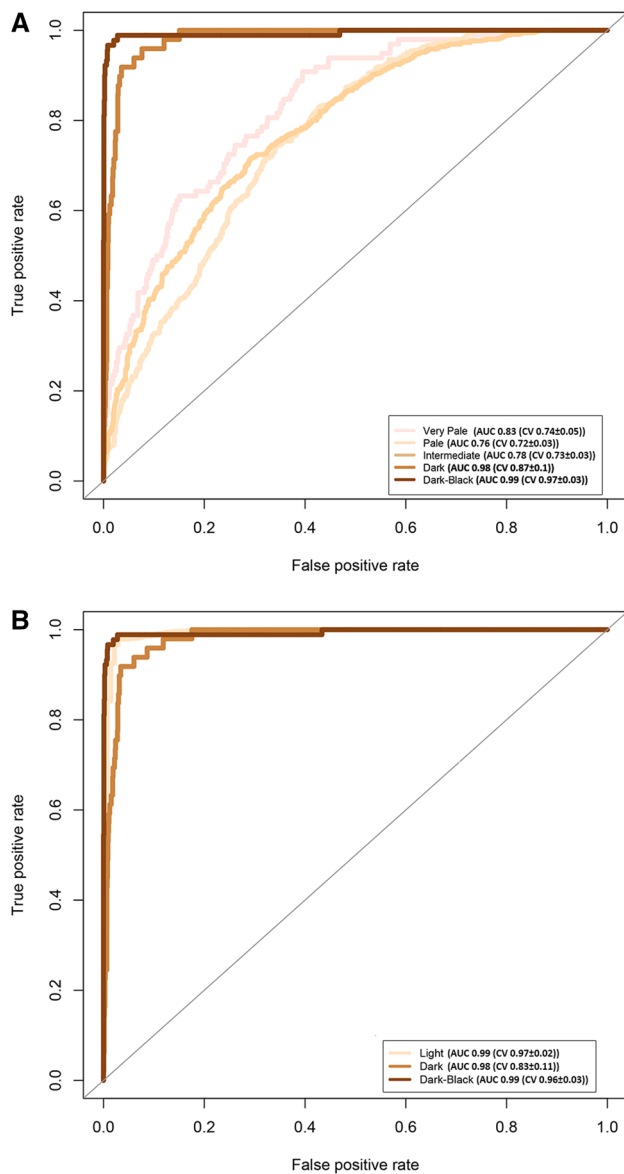 A
1.0
0.8
0.6
0.4
0.2
0.0
True positive rate
Very Pale (AUC 0.83 (CV 0.74±0.05))
Pale (AUC 0.76 (CV 0.72±0.03))
Intermediate (AUC 0.78 (CV 0.73±0.03))
Dark (AUC 0.98 (CV 0.87±0.1))
Dark-Black (AUC 0.99 (CV 0.97±0.03))
0.0 0.2 0.4 0.6 0.8 1.0
False positive rate
B
1.0
0.8
0.6
0.4
0.2
0.0
True positive rate
Light (AUC 0.99 (CV 0.97±0.02))
Dark (AUC 0.98 (CV 0.83±0.11))
Dark-Black (AUC 0.99 (CV 0.96±0.03))
0.0 0.2 0.4 0.6 0.8 1.0
False positive rate